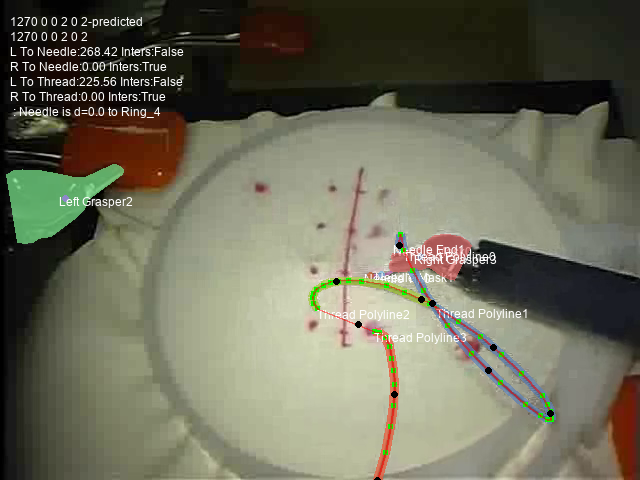 1270 0 0 2 0 2-predicted
1270 0 0 2 0 2
L To Needle:268.42 Inters:False
R To Needle:0.00 Inters:True
L To Thread:225.56 Inters:False
R To Thread:0.00 Inters:True
: Needle is d=0.0 to Ring_4
Left Grasper2
Needle End1
Thread Polyline0
Right Grasper3
Thread Polyline2
Thread Polyline1
Thread Polyline3